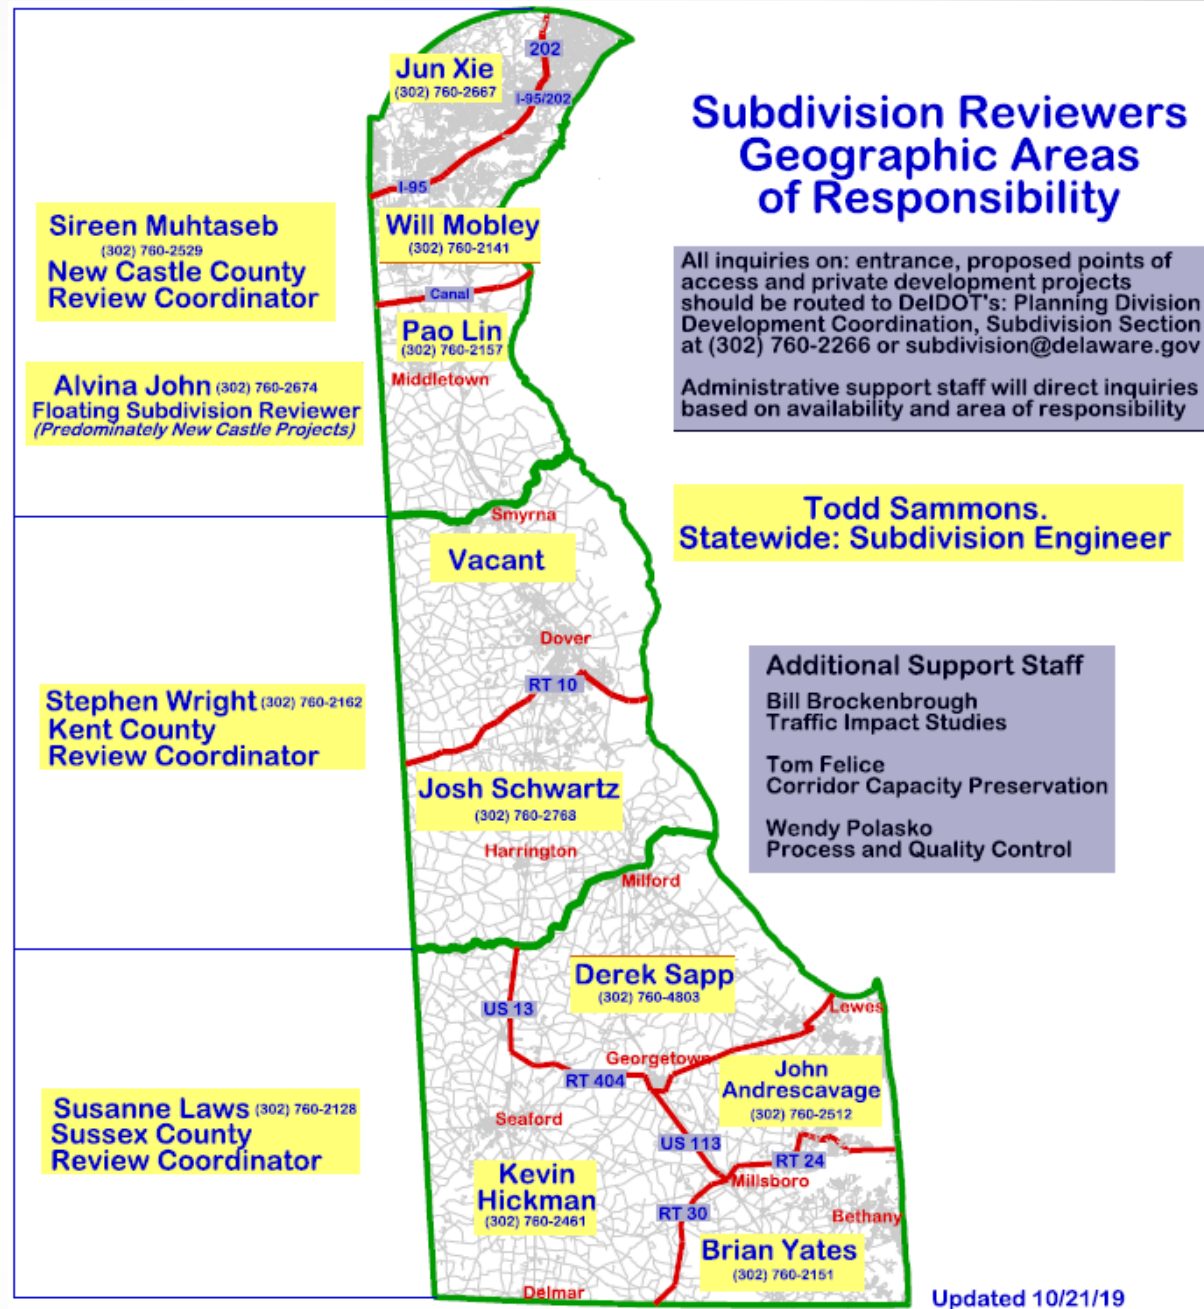 Subdivision Reviewers
Geographic Areas
of Responsibility
All inquiries on: entrance, proposed points of
access and private development projects
should be routed to DelDOT's: Planning Division
Development Coordination, Subdivision Section
at (302) 760-2266 or subdivision@delaware.gov
Administrative support staff will direct inquiries
based on availability and area of responsibility
Todd Sammons.
Statewide: Subdivision Engineer
Additional Support Staff
Bill Brockenbrough
Traffic Impact Studies
Tom Felice
Corridor Capacity Preservation
Wendy Polasko
Process and Quality Control
Sireen Muhtaseb
(302) 760-2529
New Castle County
Review Coordinator
Alvina John (302) 760-2674
Floating Subdivision Reviewer
(Predominately New Castle Projects)
Stephen Wright (302) 760-2162
Kent County
Review Coordinator
Susanne Laws (302) 760-2128
Sussex County
Review Coordinator
202
Jun Xie
(302) 760-2667
I-95/202
I-95
Will Mobley
(302) 760-2141
Canal
Pao Lin
(302) 760-2157
Middletown
Smyrna
Vacant
Dover
RT 10
Josh Schwartz
(302) 760-2768
Harrington
Milford
Derek Sapp
(302) 760-4803
US 13
Lewes
Georgetown
RT 404
John
Andrescavage
(302) 760-2512
Seaford
US 113
RT 24
Kevin
Hickman
(302) 760-2461
Millsboro
RT 30
Bethany
Brian Yates
(302) 760-2151
Delmar
Updated 10/21/19